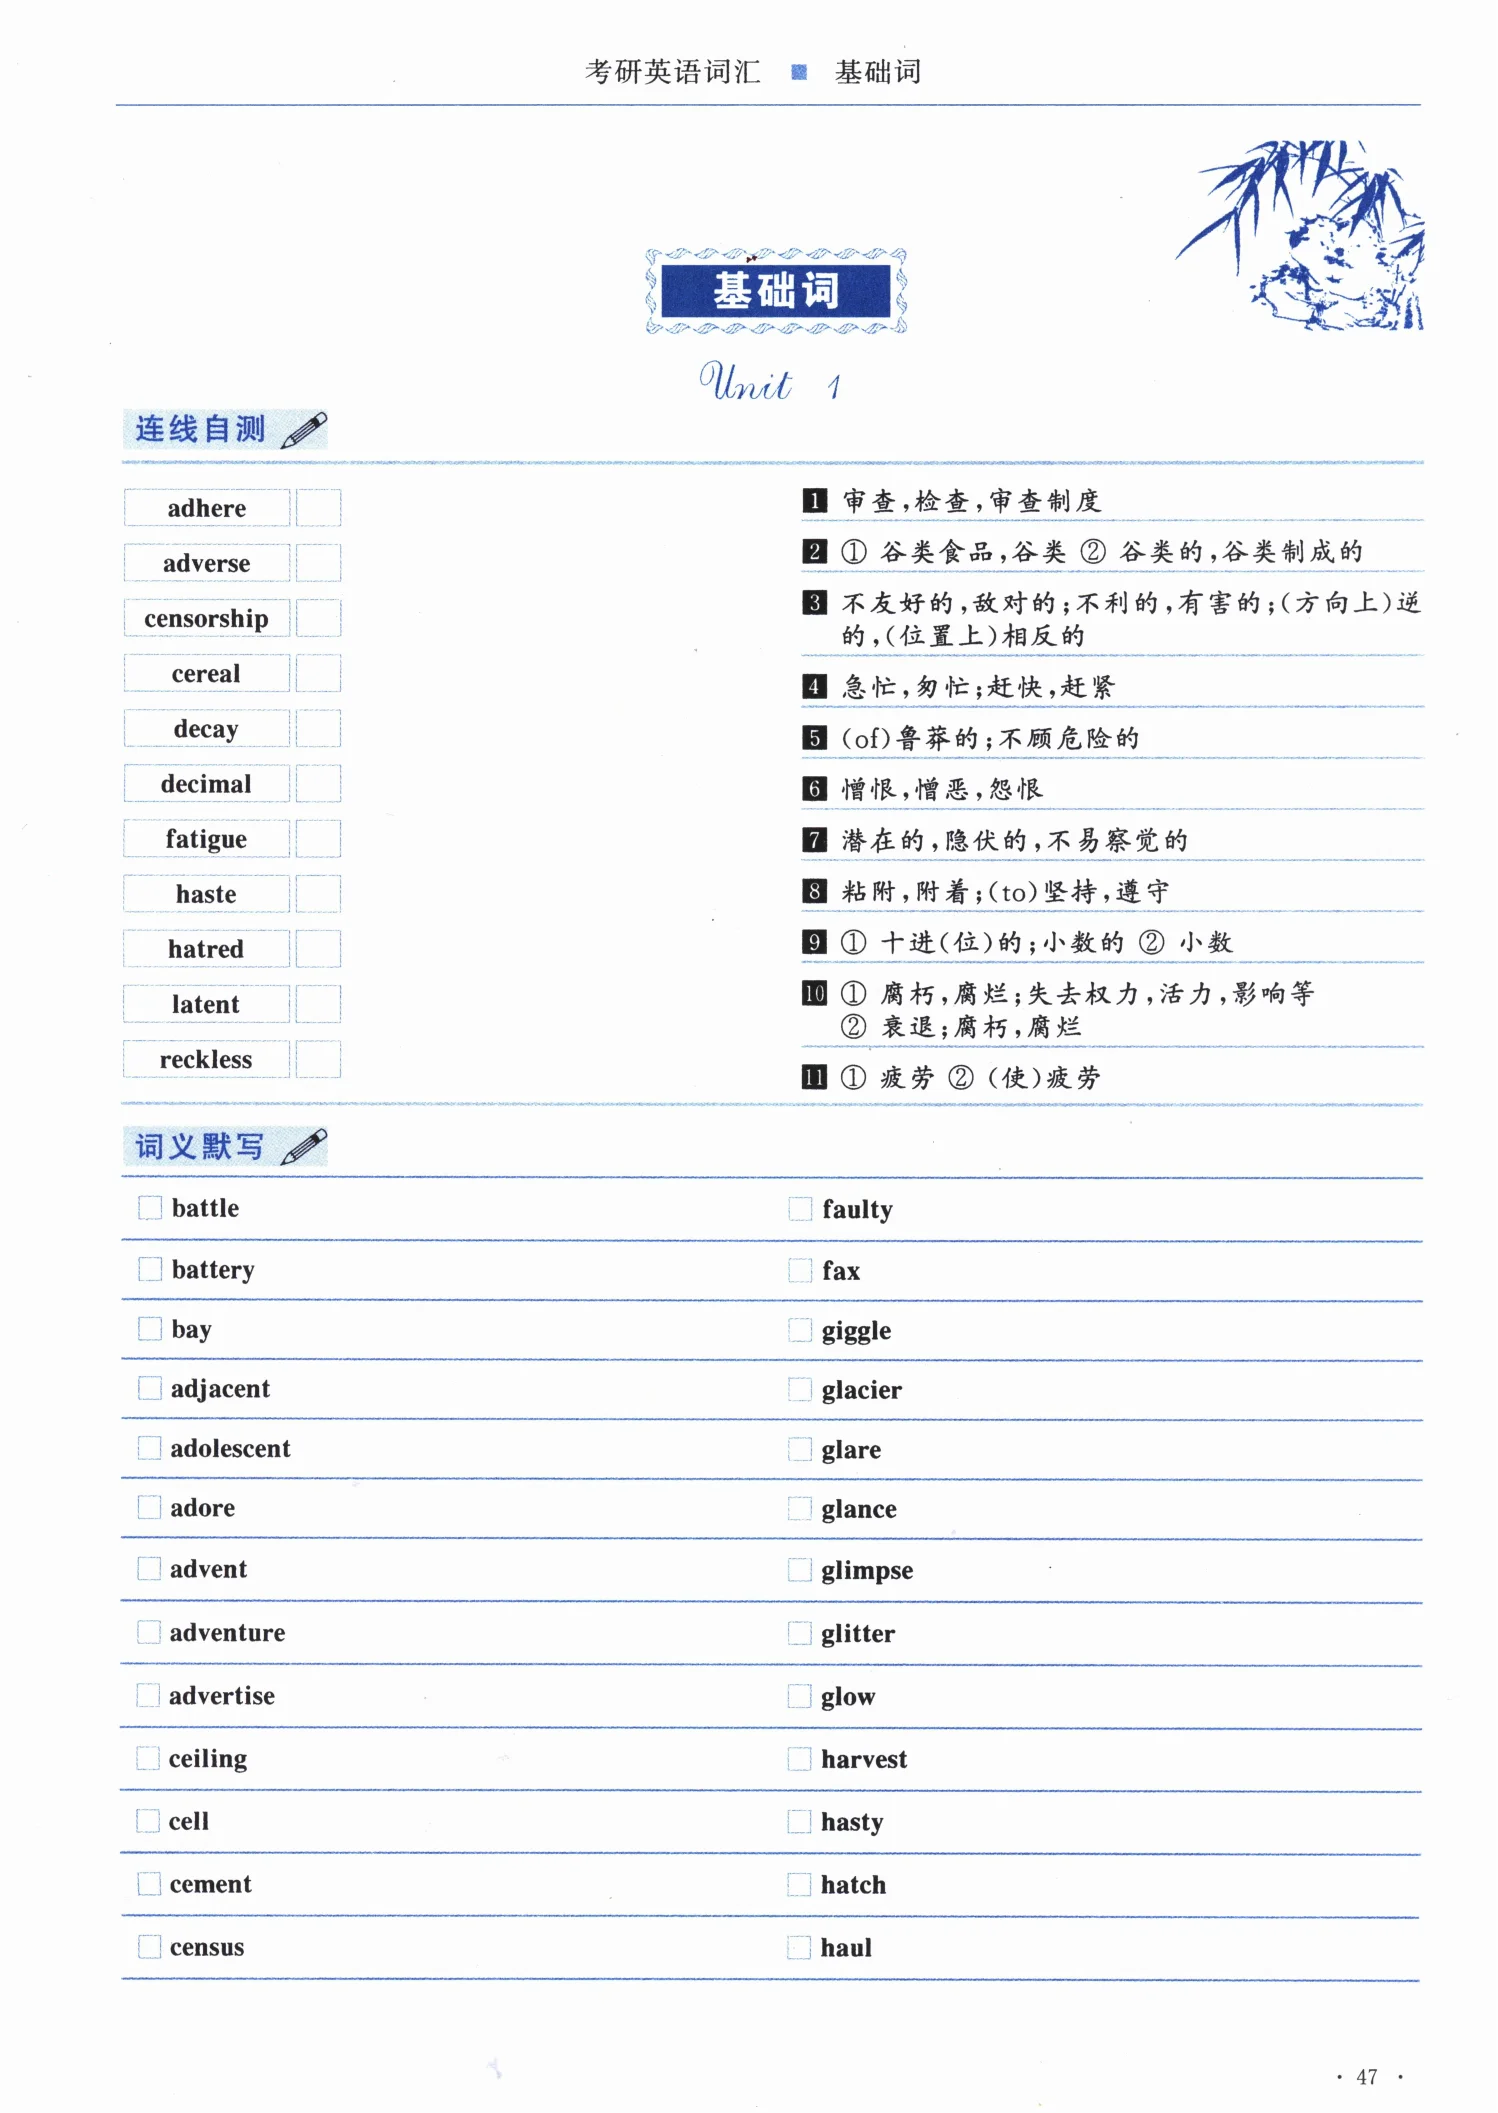 考研英语词汇 ■ 基础词
基础词
Unit 1
连线自测
adhere
adverse
censorship
cereal
decay
decimal
fatigue
haste
hatred
latent
reckless
1 审查,检查,审查制度
2 ① 谷类食品,谷类 ② 谷类的,谷类制成的
3 不友好的,敌对的;不利的,有害的;(方向上)逆
的,(位置上)相反的
4 急忙,匆忙;赶快,赶紧
5 (of)鲁莽的;不顾危险的
6 憎恨,憎恶,怨恨
7 潜在的,隐伏的,不易察觉的
8 粘附,附着;(to)坚持,遵守
9 ① 十进(位)的;小数的 ② 小数
10 ① 腐朽,腐烂;失去权力,活力,影响等
② 衰退;腐朽,腐烂
11 ① 疲劳 ② (使)疲劳
词义默写
battle
battery
bay
adjacent
adolescent
adore
advent
adventure
advertise
ceiling
cell
cement
census
faulty
fax
giggle
glacier
glare
glance
glimpse
glitter
glow
harvest
hasty
hatch
haul
· 47 ·